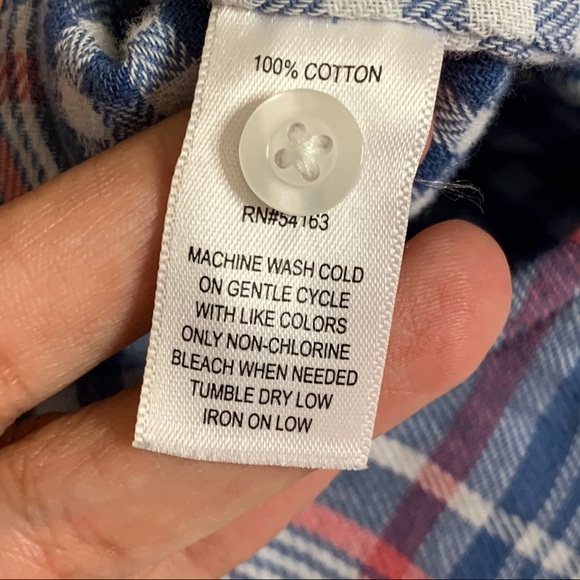 100% COTTON
RN#54163
MACHINE WASH COLD
ON GENTLE CYCLE
WITH LIKE COLORS
ONLY NON-CHLORINE
BLEACH WHEN NEEDED
TUMBLE DRY LOW
IRON ON LOW